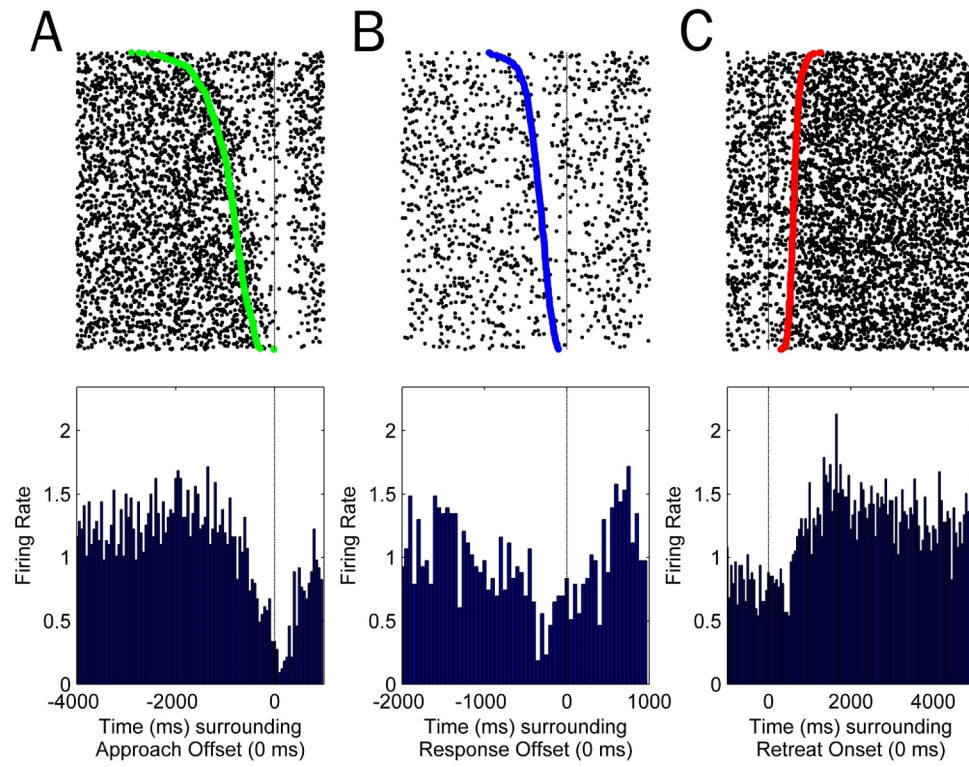 A
B
C
Firing Rate
2
1.5
1
0.5
0
-4000
-2000
0
Time (ms) surrounding
Approach Offset (0 ms)
Firing Rate
2
1.5
1
0.5
0
-2000
-1000
0
1000
Time (ms) surrounding
Response Offset (0 ms)
Firing Rate
2
1.5
1
0.5
0
0
2000
4000
Time (ms) surrounding
Retreat Onset (0 ms)